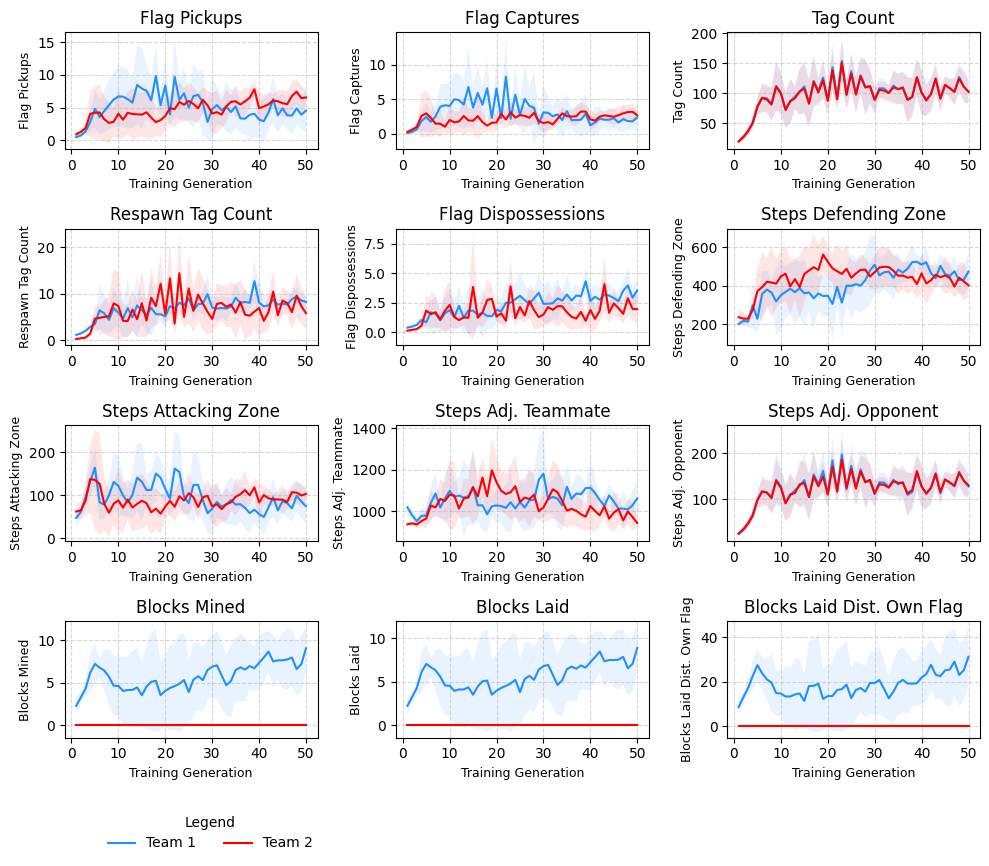 Flag Pickups
Flag Captures
Tag Count
Flag Pickups
15
10
5
0
0 10 20 30 40 50
Training Generation
Flag Captures
10
5
0
0 10 20 30 40 50
Training Generation
Tag Count
200
150
100
50
0 10 20 30 40 50
Training Generation
Respawn Tag Count
Flag Dispossessions
Steps Defending Zone
Respawn Tag Count
20
10
0
0 10 20 30 40 50
Training Generation
Flag Dispossessions
7.5
5.0
2.5
0.0
0 10 20 30 40 50
Training Generation
Steps Defending Zone
600
400
200
0 10 20 30 40 50
Training Generation
Steps Attacking Zone
Steps Adj. Teammate
Steps Adj. Opponent
Steps Attacking Zone
200
100
0
0 10 20 30 40 50
Training Generation
Steps Adj. Teammate
1400
1200
1000
0 10 20 30 40 50
Training Generation
Steps Adj. Opponent
200
100
0 10 20 30 40 50
Training Generation
Blocks Mined
Blocks Laid
Blocks Laid Dist. Own Flag
Blocks Mined
10
5
0
0 10 20 30 40 50
Training Generation
Blocks Laid
10
5
0
0 10 20 30 40 50
Training Generation
Blocks Laid Dist. Own Flag
40
20
0
0 10 20 30 40 50
Training Generation
Legend
Team 1 Team 2